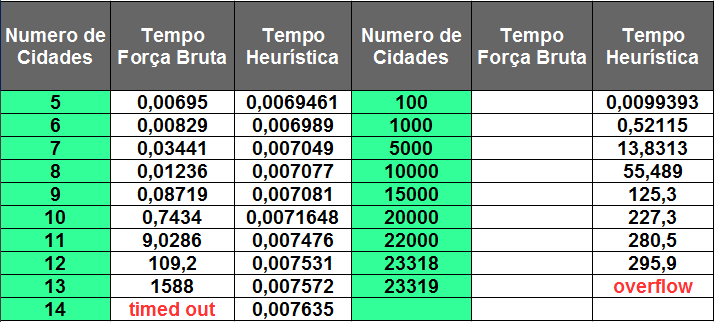 Numero de Cidades Tempo Força Bruta Tempo Heurística Numero de Cidades Tempo Força Bruta Tempo Heurística
5 0,00695 0,0069461 100 0,0099393
6 0,00829 0,006989 1000 0,52115
7 0,03441 0,007049 5000 13,8313
8 0,01236 0,007077 10000 55,489
9 0,08719 0,007081 15000 125,3
10 0,7434 0,0071648 20000 227,3
11 9,0286 0,007476 22000 280,5
12 109,2 0,007531 23318 295,9
13 1588 0,007572 23319 overflow
14 timed out 0,007635